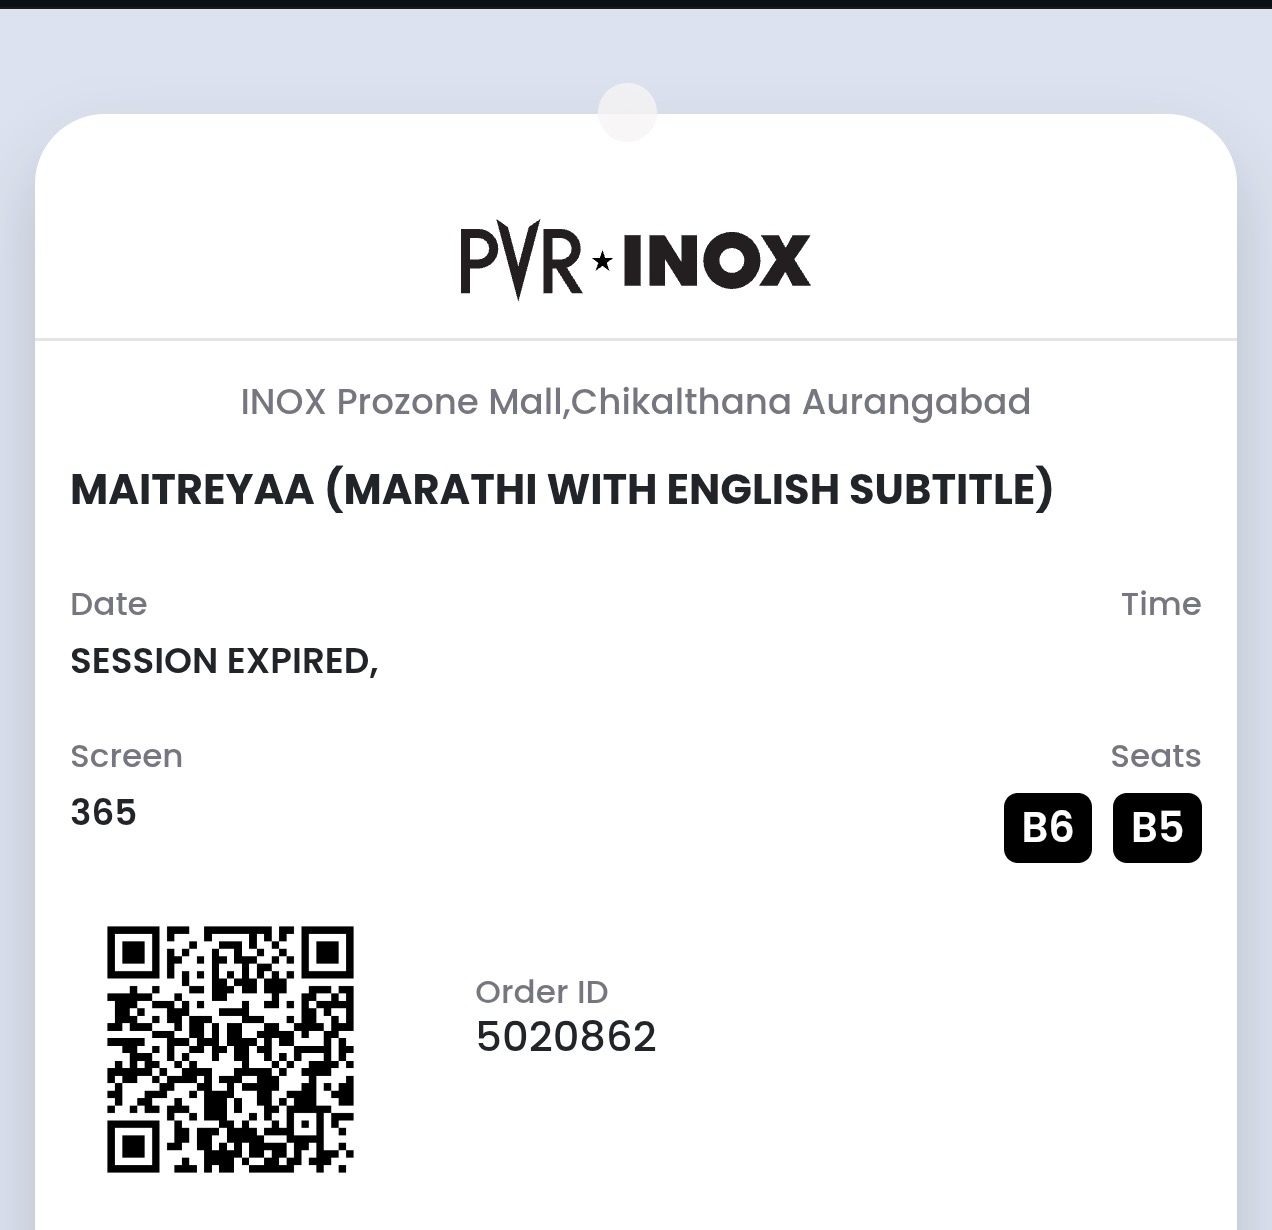 PVR★INOX
INOX Prozone Mall,Chikalthana Aurangabad
MAITREYAA (MARATHI WITH ENGLISH SUBTITLE)
Date Time
SESSION EXPIRED,
Screen Seats
365 B6 B5
Order ID
5020862